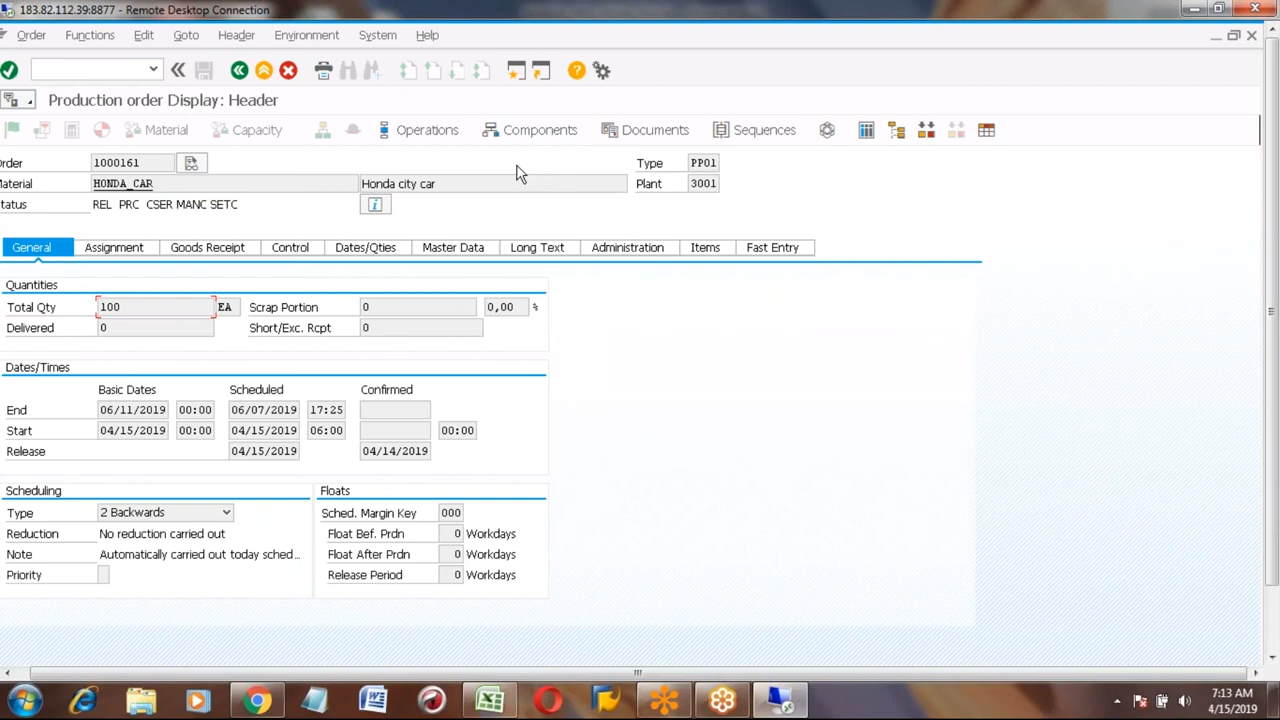 183.82.112.39:8877 - Remote Desktop Connection
Order Functions Edit Goto Header Environment System Help
Production order Display: Header
Material Capacity Operations Components Documents Sequences
rder 1000161 Type PP01
aterial HONDA_CAR Honda city car Plant 3001
tatus REL PRC CSER MANC SETC
General Assignment Goods Receipt Control Dates/Qties Master Data Long Text Administration Items Fast Entry
Quantities
Total Qty 100 EA Scrap Portion 0 0,00 %
Delivered 0 Short/Exc. Rcpt 0
Dates/Times
Basic Dates Scheduled Confirmed
End 06/11/2019 00:00 06/07/2019 17:25
Start 04/15/2019 00:00 04/15/2019 06:00 00:00
Release 04/15/2019 04/14/2019
Scheduling Floats
Type 2 Backwards Sched. Margin Key 000
Reduction No reduction carried out Float Bef. Prdn 0 Workdays
Note Automatically carried out today sched... Float After Prdn 0 Workdays
Priority Release Period 0 Workdays
7:13 AM
4/15/2019